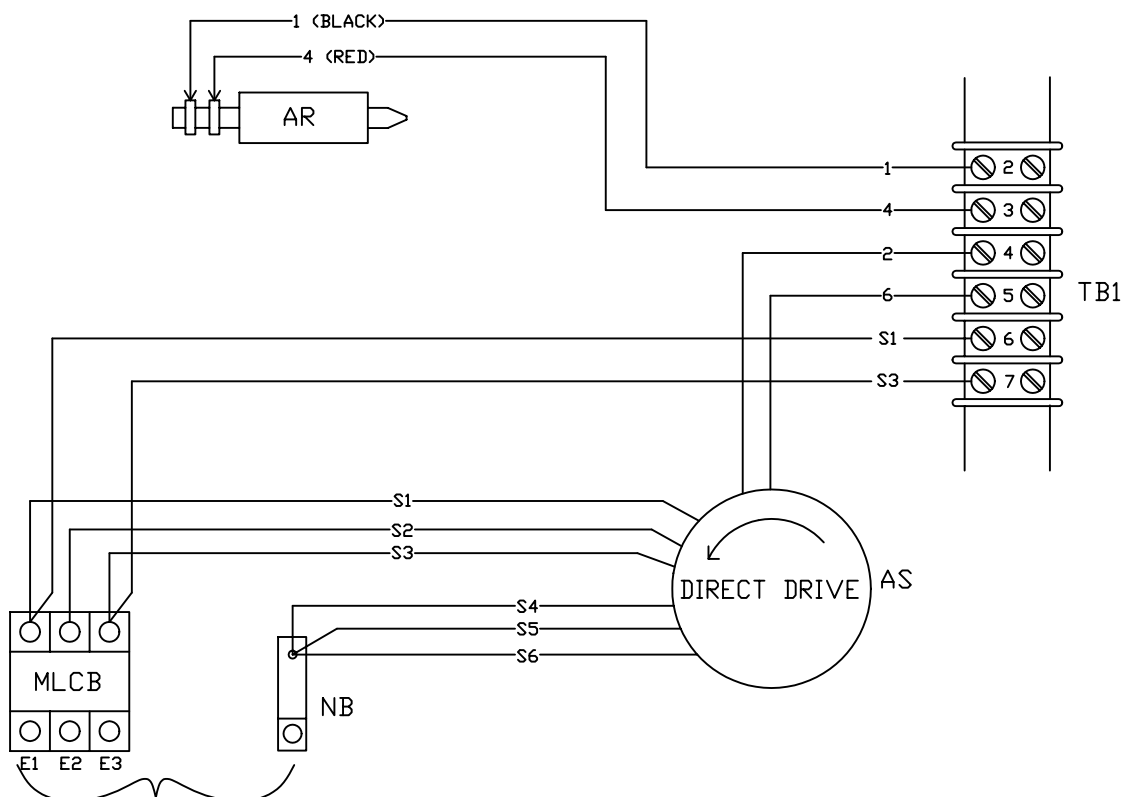 1 (BLACK)
4 (RED)
AR
1
2
4
3
2
4
6
5
TB1
S1
6
S3
7
S1
S2
S3
DIRECT DRIVE
AS
S4
S5
S6
MLCB
NB
E1 E2 E3